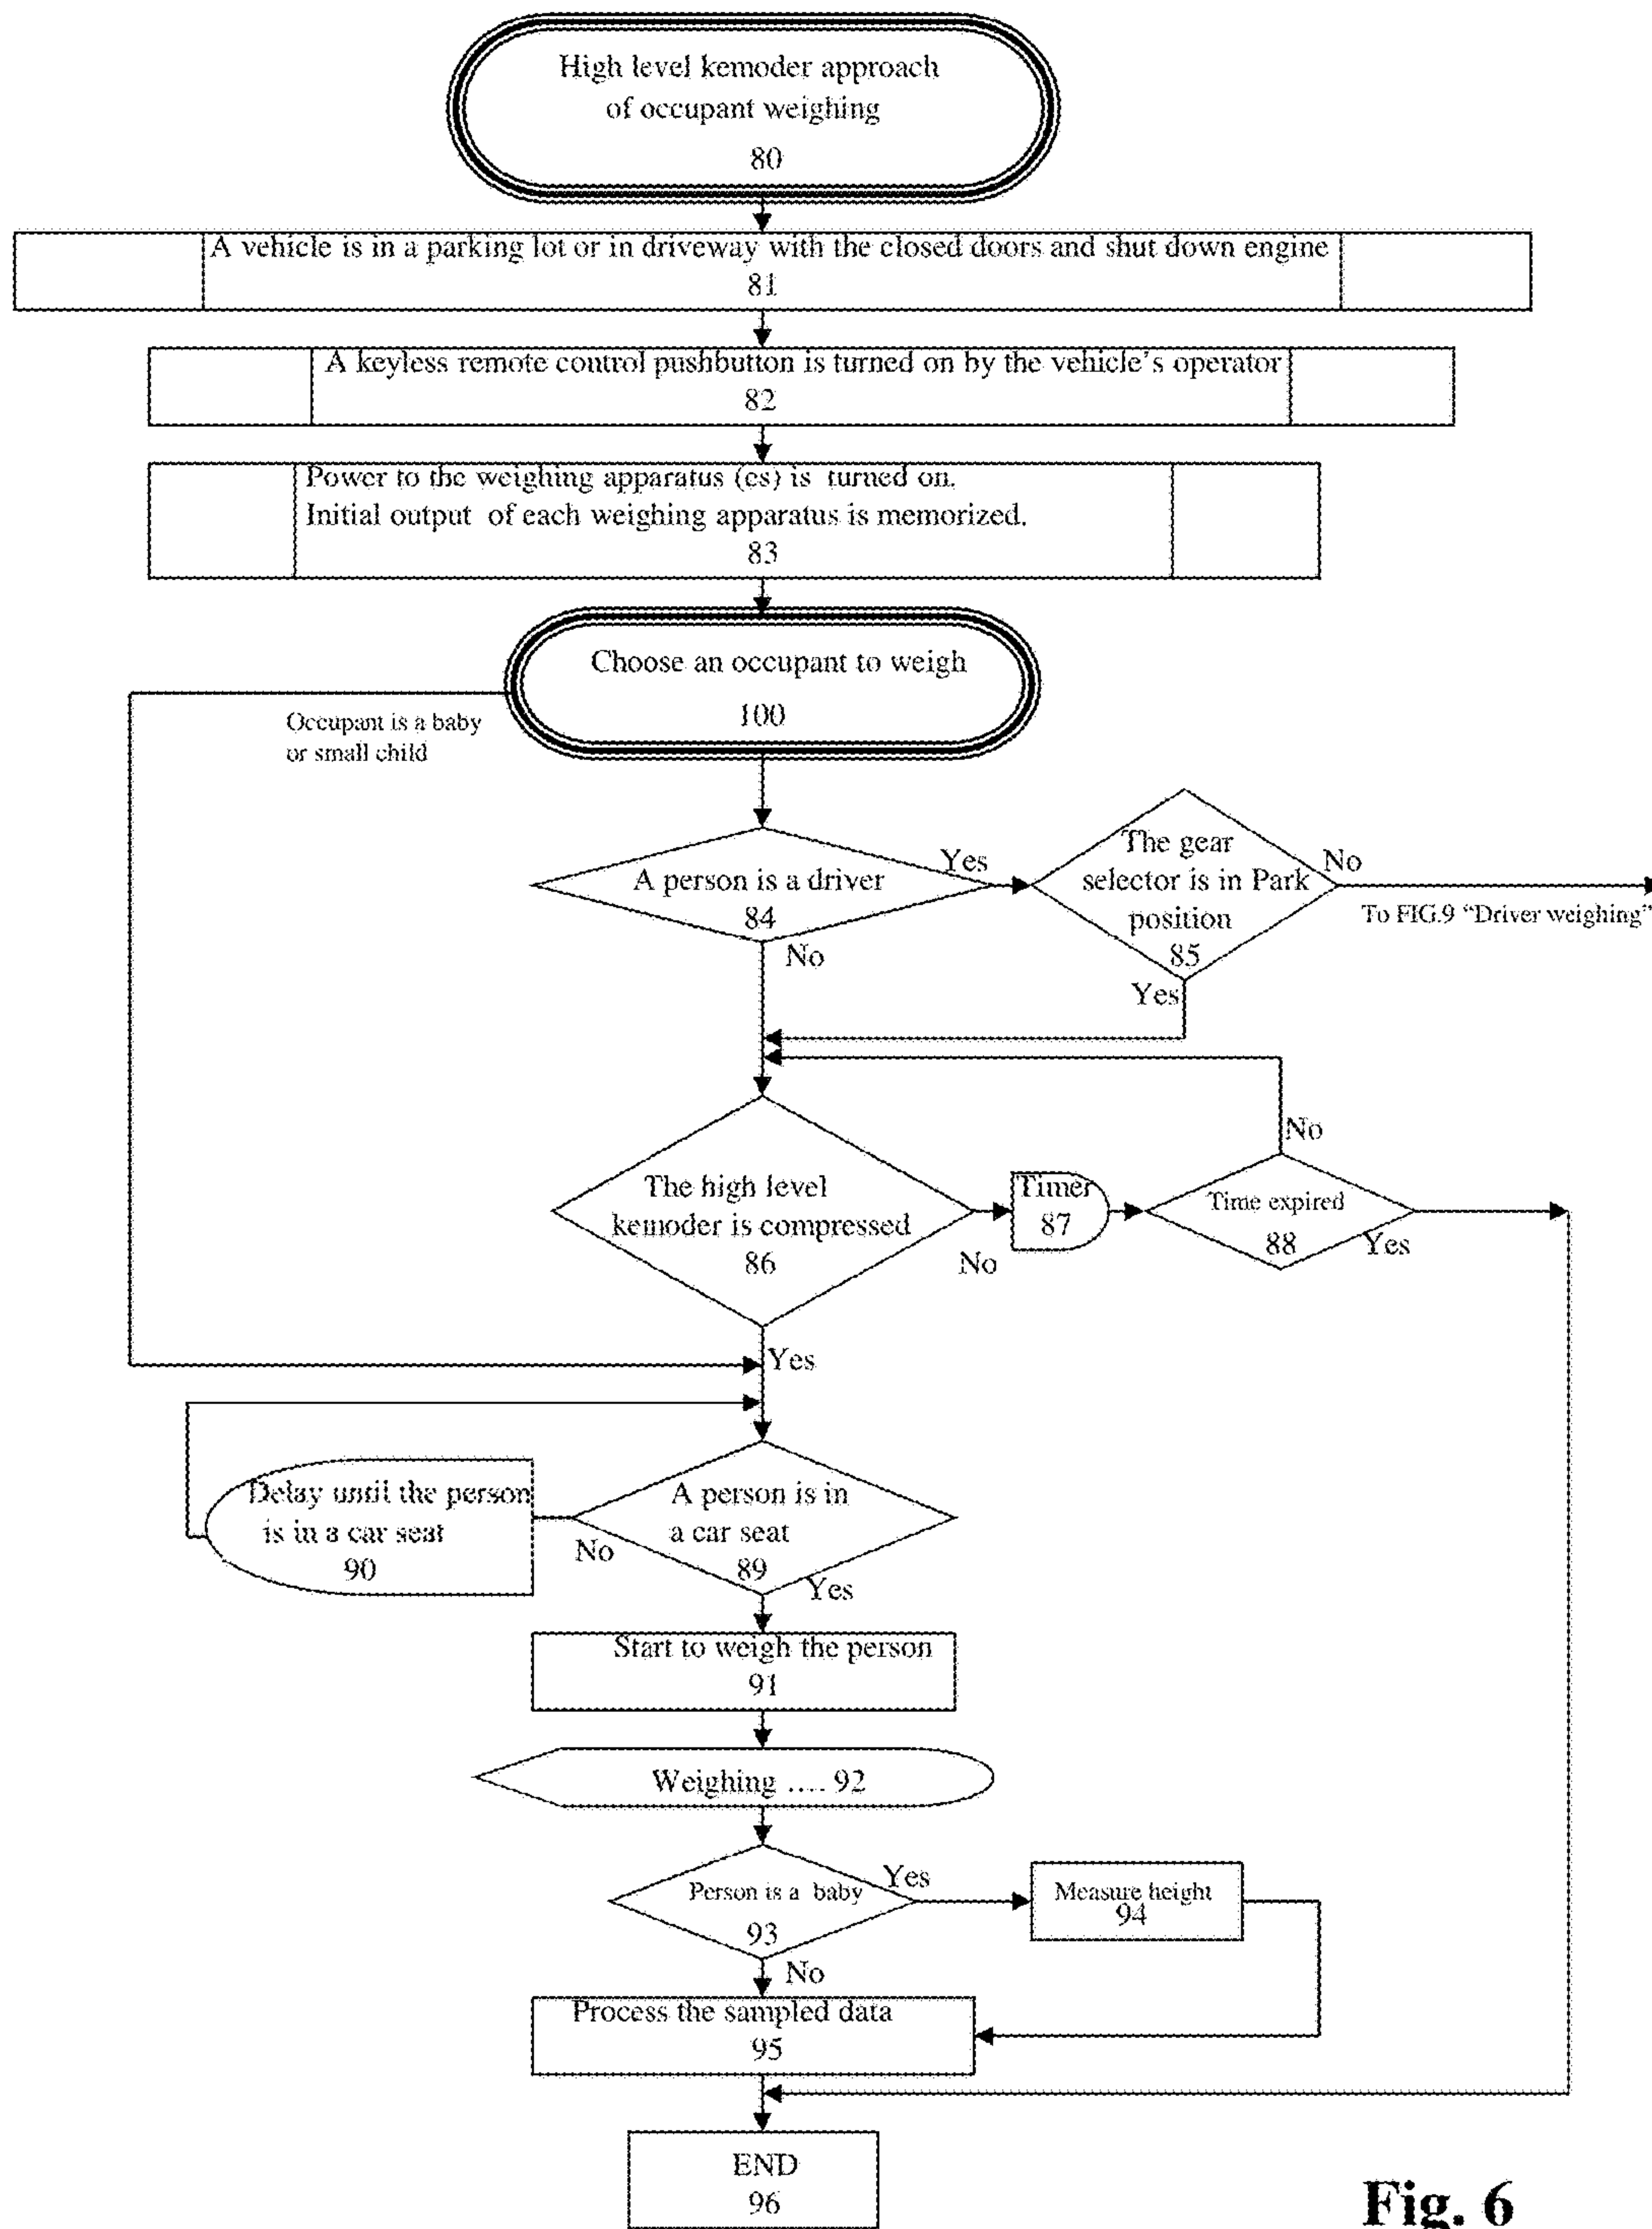 High level kemoder approach
of occupant weighing
80
A vehicle is in a parking lot or in driveway with the closed doors and shut down engine
81
A keyless remote control pushbutton is turned on by the vehicle's operator
82
Power to the weighing apparatus (es) is turned on.
Initial output of each weighing apparatus is memorized.
83
Choose an occupant to weigh
100
Occupant is a baby
or small child
A person is a driver
84
Yes
No
The gear
selector is in Park
position
85
No
Yes
To FIG.9 “Driver weighing”
The high level
kemoder is compressed
86
No
Yes
Timer
87
Time expired
88
No
Yes
A person is in
a car seat
89
No
Yes
Delay until the person
is in a car seat
90
Start to weigh the person
91
Weighing .... 92
Person is a baby
93
Yes
No
Measure height
94
Process the sampled data
95
END
96
Fig. 6